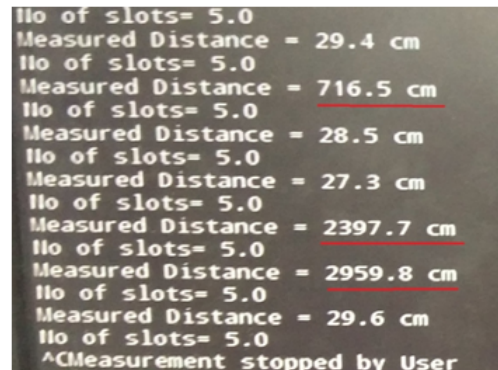 No of slots= 5.0
Measured Distance = 29.4 cm
No of slots= 5.0
Measured Distance = 716.5 cm
No of slots= 5.0
Measured Distance = 28.5 cm
No of slots= 5.0
Measured Distance = 27.3 cm
No of slots= 5.0
Measured Distance = 2397.7 cm
No of slots= 5.0
Measured Distance = 2959.8 cm
No of slots= 5.0
Measured Distance = 29.6 cm
No of slots= 5.0
^CMeasurement stopped by User